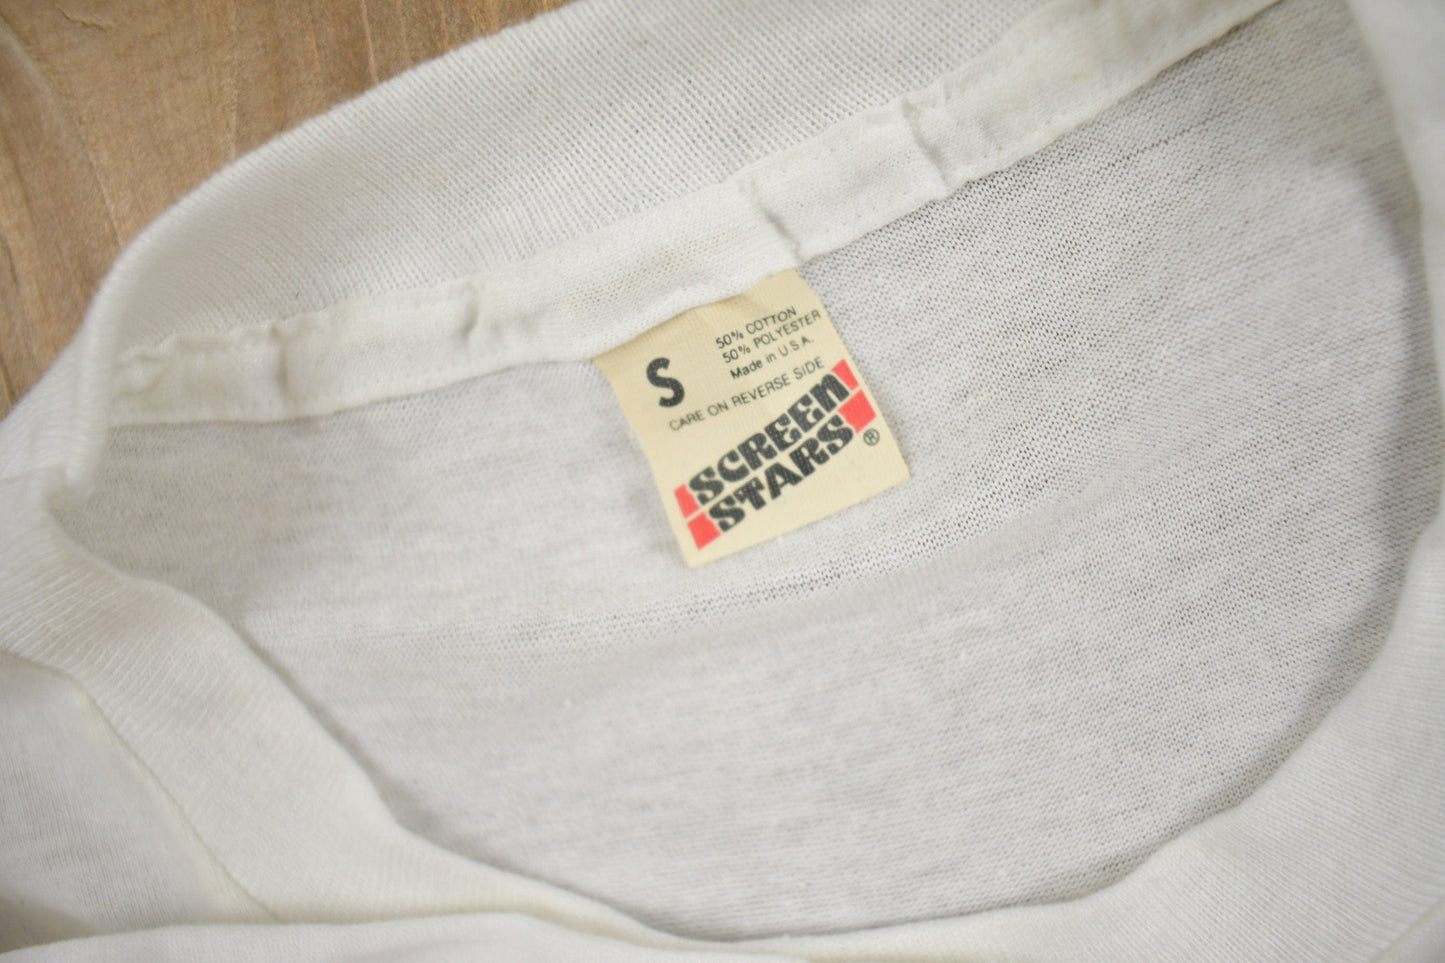 S
50% COTTON
50% POLYESTER
Made in U.S.A.
CARE ON REVERSE SIDE
SCREEN
STARS®